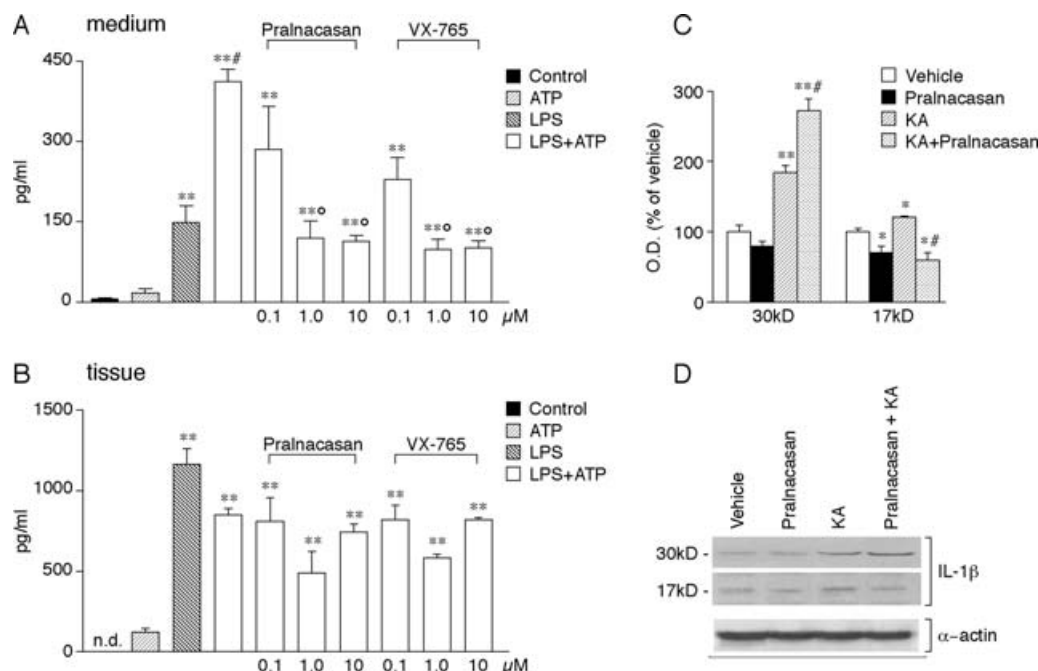 A medium
Pralnacasan VX-765
450
300
150
0
pg/ml
** **# ** **° **° ** **° **°
0.1 1.0 10 0.1 1.0 10 µM
Control
ATP
LPS
LPS+ATP
B tissue
Pralnacasan VX-765
1500
1000
500
0
pg/ml
n.d. ** ** ** ** ** ** ** **
0.1 1.0 10 0.1 1.0 10 µM
Control
ATP
LPS
LPS+ATP
C
Vehicle
Pralnacasan
KA
KA+Pralnacasan
300
200
100
0
O.D. (% of vehicle)
** **# * * *#
30kD 17kD
D
Vehicle
Pralnacasan
KA
Pralnacasan + KA
30kD -
17kD -
IL-1β
α-actin